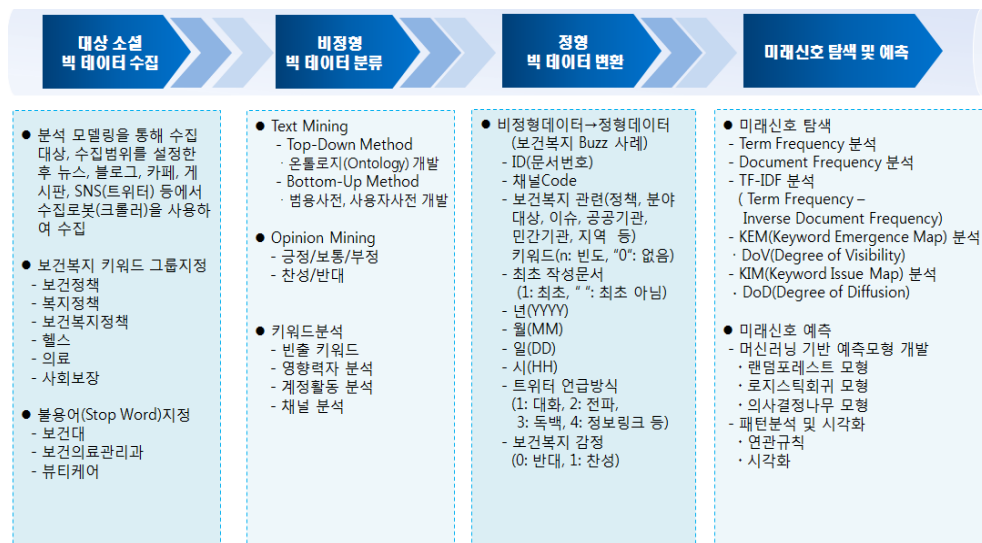 대상 소셜
빅 데이터 수집
비정형
빅 데이터 분류
정형
빅 데이터 변환
미래신호 탐색 및 예측
● 분석 모델링을 통해 수집
대상, 수집범위를 설정한
후 뉴스, 블로그, 카페, 게
시판, SNS(트위터) 등에서
수집로봇(크롤러)을 사용하
여 수집
● 보건복지 키워드 그룹지정
- 보건정책
- 복지정책
- 보건복지정책
- 헬스
- 의료
- 사회보장
● 불용어(Stop Word)지정
- 보건대
- 보건의료관리과
- 뷰티케어
● Text Mining
- Top-Down Method
· 온톨로지(Ontology) 개발
- Bottom-Up Method
· 범용사전, 사용자사전 개발
● Opinion Mining
- 긍정/보통/부정
- 찬성/반대
● 키워드분석
- 빈출 키워드
- 영향력자 분석
- 계정활동 분석
- 채널 분석
● 비정형데이터→정형데이터
(보건복지 Buzz 사례)
- ID(문서번호)
- 채널Code
- 보건복지 관련(정책, 분야
대상, 이슈, 공공기관,
민간기관, 지역 등)
키워드(n: 빈도, "0": 없음)
- 최초 작성문서
(1: 최초, " ": 최초 아님)
- 년(YYYY)
- 월(MM)
- 일(DD)
- 시(HH)
- 트위터 언급방식
(1: 대화, 2: 전파,
3: 독백, 4: 정보링크 등)
- 보건복지 감정
(0: 반대, 1: 찬성)
● 미래신호 탐색
- Term Frequency 분석
- Document Frequency 분석
- TF-IDF 분석
( Term Frequency –
Inverse Document Frequency)
- KEM(Keyword Emergence Map) 분석
· DoV(Degree of Visibility)
- KIM(Keyword Issue Map) 분석
· DoD(Degree of Diffusion)
● 미래신호 예측
- 머신러닝 기반 예측모형 개발
· 랜덤포레스트 모형
· 로지스틱회귀 모형
· 의사결정나무 모형
- 패턴분석 및 시각화
· 연관규칙
· 시각화